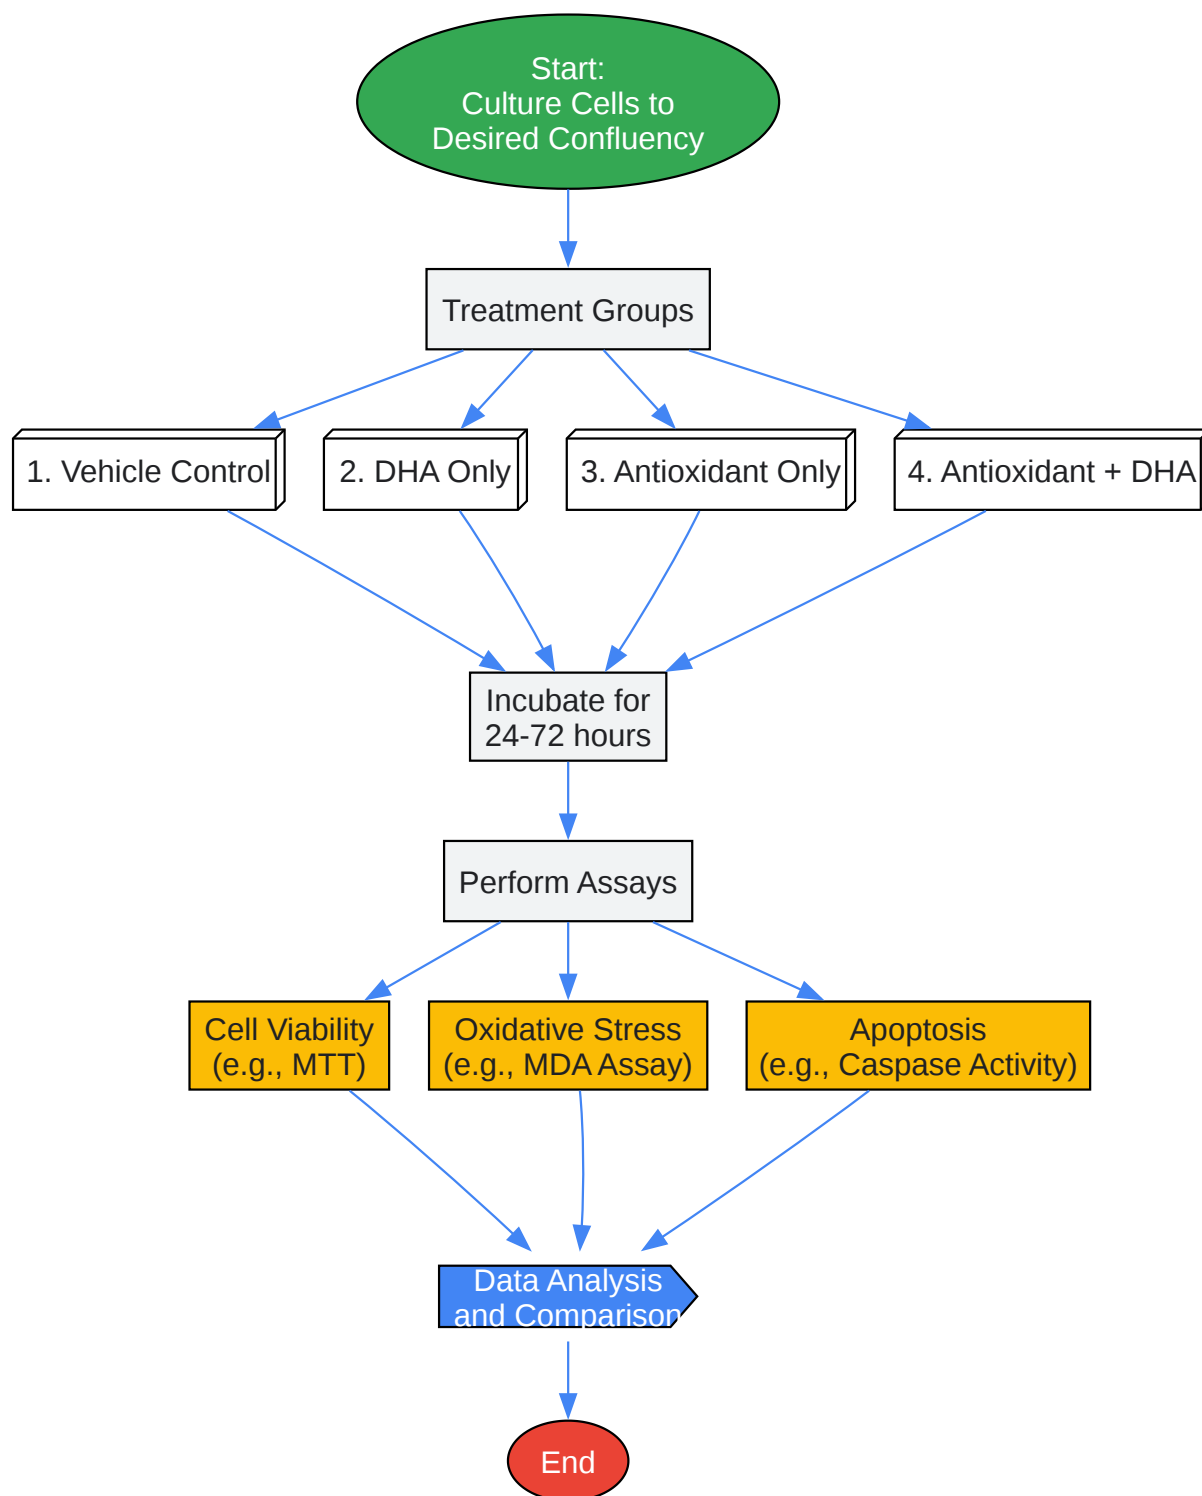 Start:
Culture Cells to
Desired Confluency
Treatment Groups
1. Vehicle Control
2. DHA Only
3. Antioxidant Only
4. Antioxidant + DHA
Incubate for
24-72 hours
Perform Assays
Cell Viability
(e.g., MTT)
Oxidative Stress
(e.g., MDA Assay)
Apoptosis
(e.g., Caspase Activity)
Data Analysis
and Comparison
End